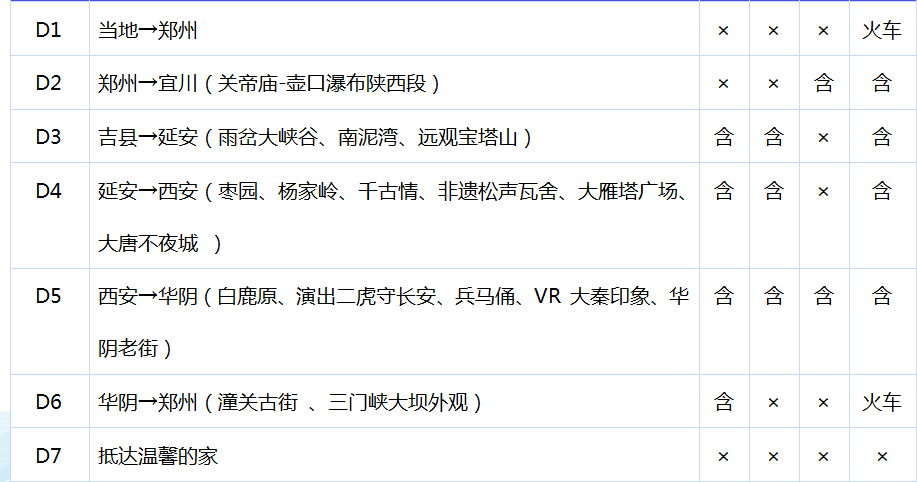 D1 当地→郑州 × × × 火车
D2 郑州→宜川（关帝庙-壶口瀑布陕西段） × × 含 含
D3 吉县→延安（雨岔大峡谷、南泥湾、远观宝塔山） 含 含 × 含
D4 延安→西安（枣园、杨家岭、千古情、非遗松声瓦舍、大雁塔广场、 含 含 × 含
大唐不夜城 ）
D5 西安→华阴（白鹿原、演出二虎守长安、兵马俑、VR 大秦印象、华 含 含 含 含
阴老街）
D6 华阴→郑州（潼关古街 、三门峡大坝外观） 含 × × 火车
D7 抵达温馨的家 × × × ×